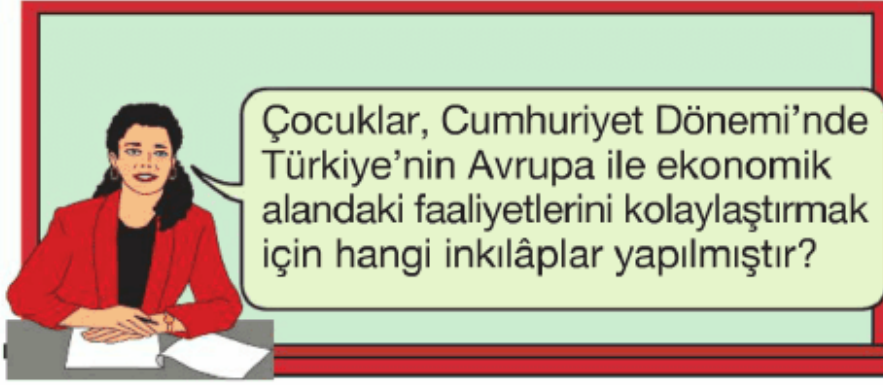 Çocuklar, Cumhuriyet Dönemi'nde
Türkiye'nin Avrupa ile ekonomik
alandaki faaliyetlerini kolaylaştırmak
için hangi inkılâplar yapılmıştır?